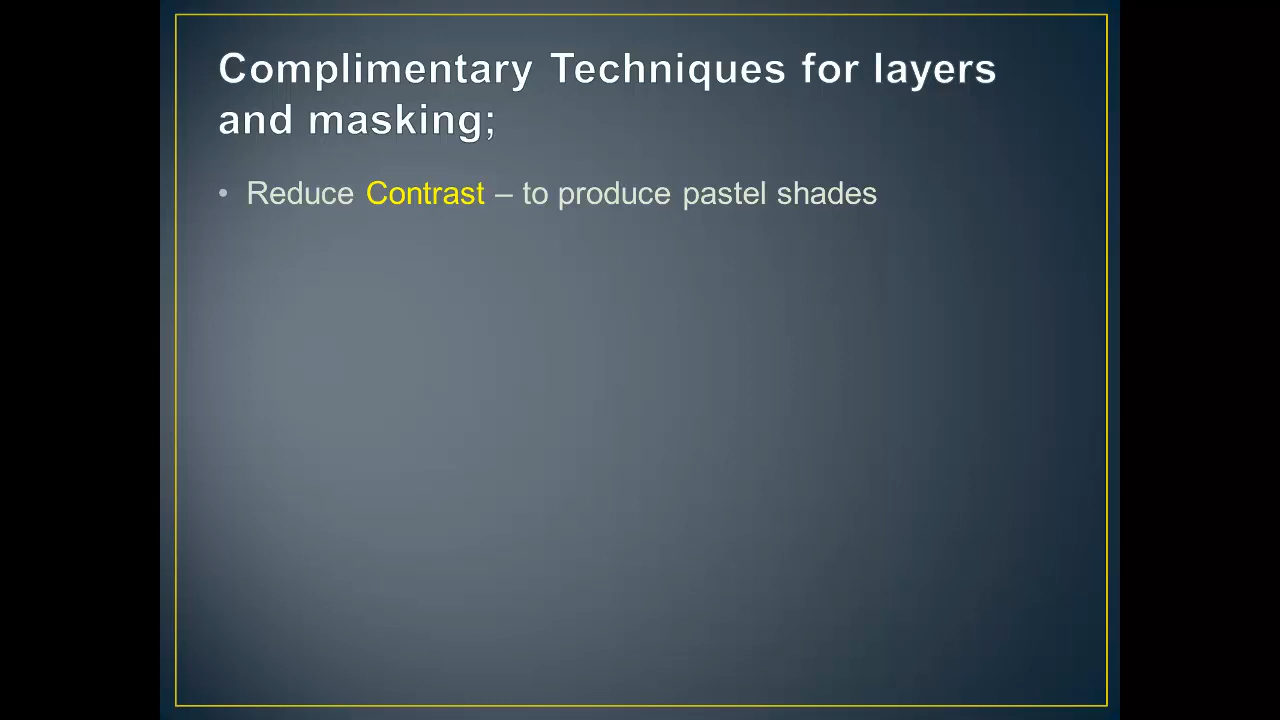 Complimentary Techniques for layers
and masking;
• Reduce Contrast – to produce pastel shades